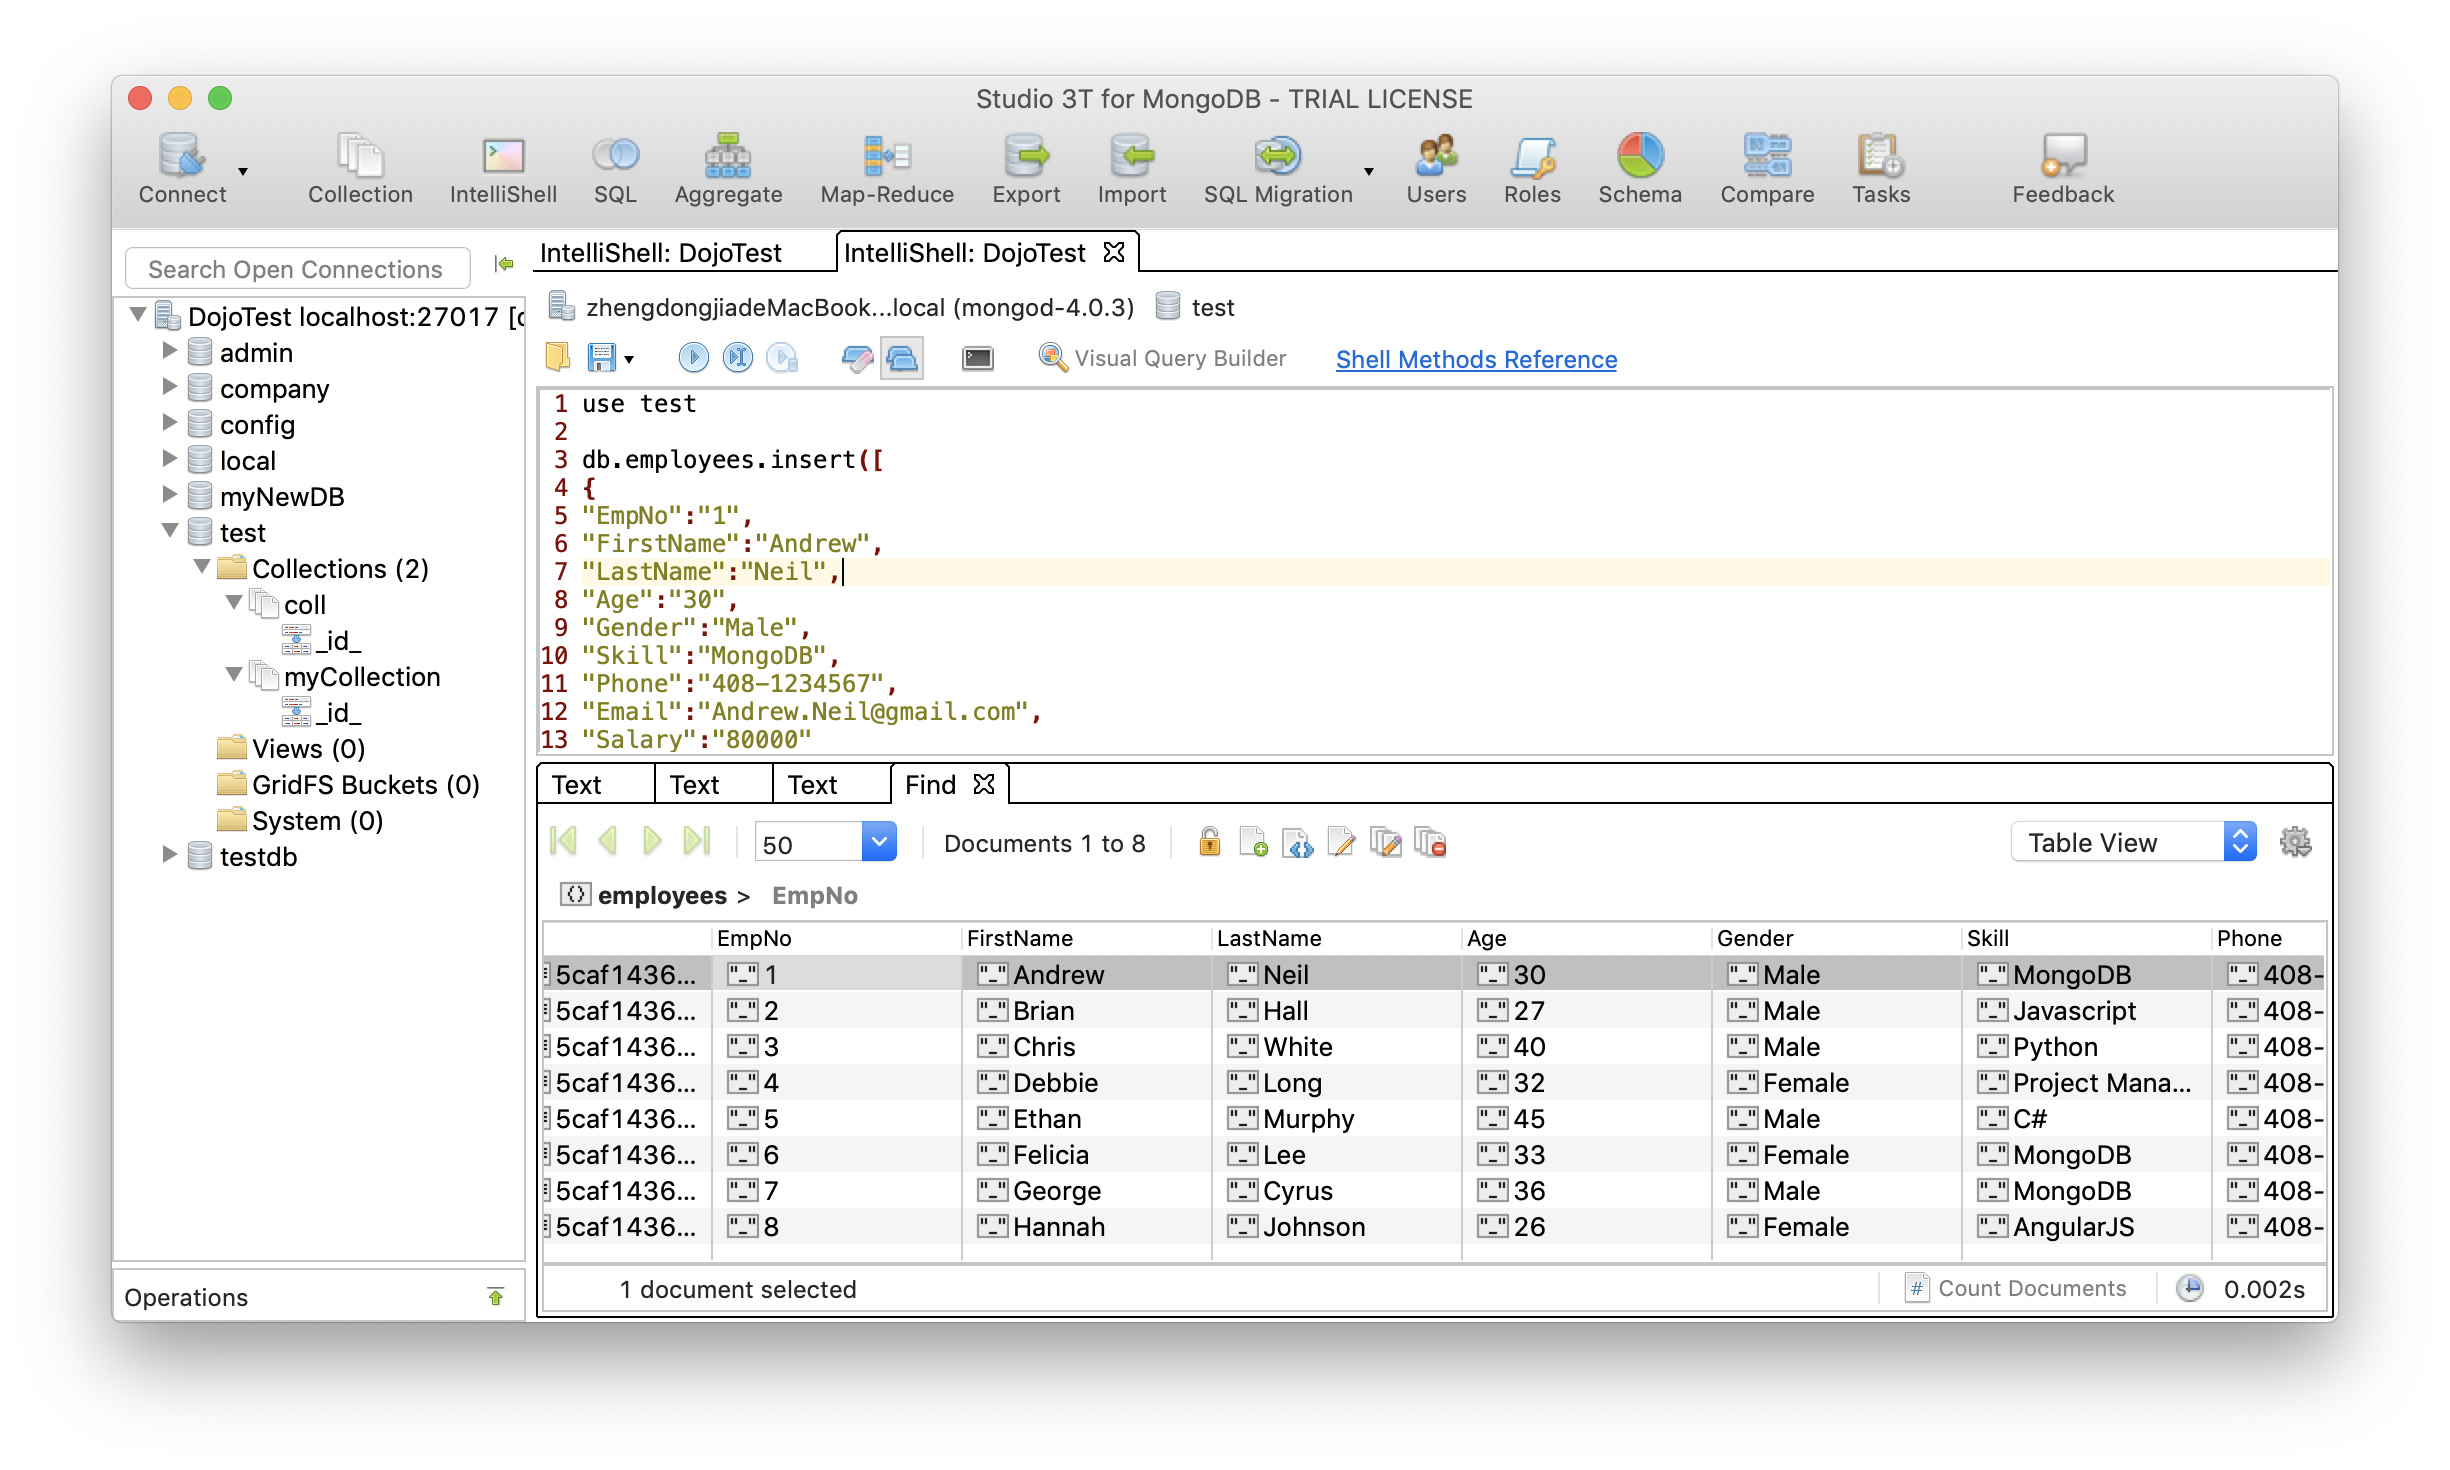 Studio 3T for MongoDB - TRIAL LICENSE
Connect Collection IntelliShell SQL Aggregate Map-Reduce Export Import SQL Migration Users Roles Schema Compare Tasks Feedback
Search Open Connections
DojoTest localhost:27017 [
admin
company
config
local
myNewDB
test
Collections (2)
coll
_id_
myCollection
_id_
Views (0)
GridFS Buckets (0)
System (0)
testdb
Operations
IntelliShell: DojoTest IntelliShell: DojoTest
zhengdongjiadeMacBook...local (mongod-4.0.3) test
Visual Query Builder Shell Methods Reference
1 use test
2
3 db.employees.insert([
4 {
5 "EmpNo":"1",
6 "FirstName":"Andrew",
7 "LastName":"Neil",
8 "Age":"30",
9 "Gender":"Male",
10 "Skill":"MongoDB",
11 "Phone":"408-1234567",
12 "Email":"Andrew.Neil@gmail.com",
13 "Salary":"80000"
Text Text Text Find
50 Documents 1 to 8 Table View
employees > EmpNo
EmpNo FirstName LastName Age Gender Skill Phone
5caf1436... 1 Andrew Neil 30 Male MongoDB 408-
5caf1436... 2 Brian Hall 27 Male Javascript 408-
5caf1436... 3 Chris White 40 Male Python 408-
5caf1436... 4 Debbie Long 32 Female Project Mana... 408-
5caf1436... 5 Ethan Murphy 45 Male C# 408-
5caf1436... 6 Felicia Lee 33 Female MongoDB 408-
5caf1436... 7 George Cyrus 36 Male MongoDB 408-
5caf1436... 8 Hannah Johnson 26 Female AngularJS 408-
1 document selected Count Documents 0.002s